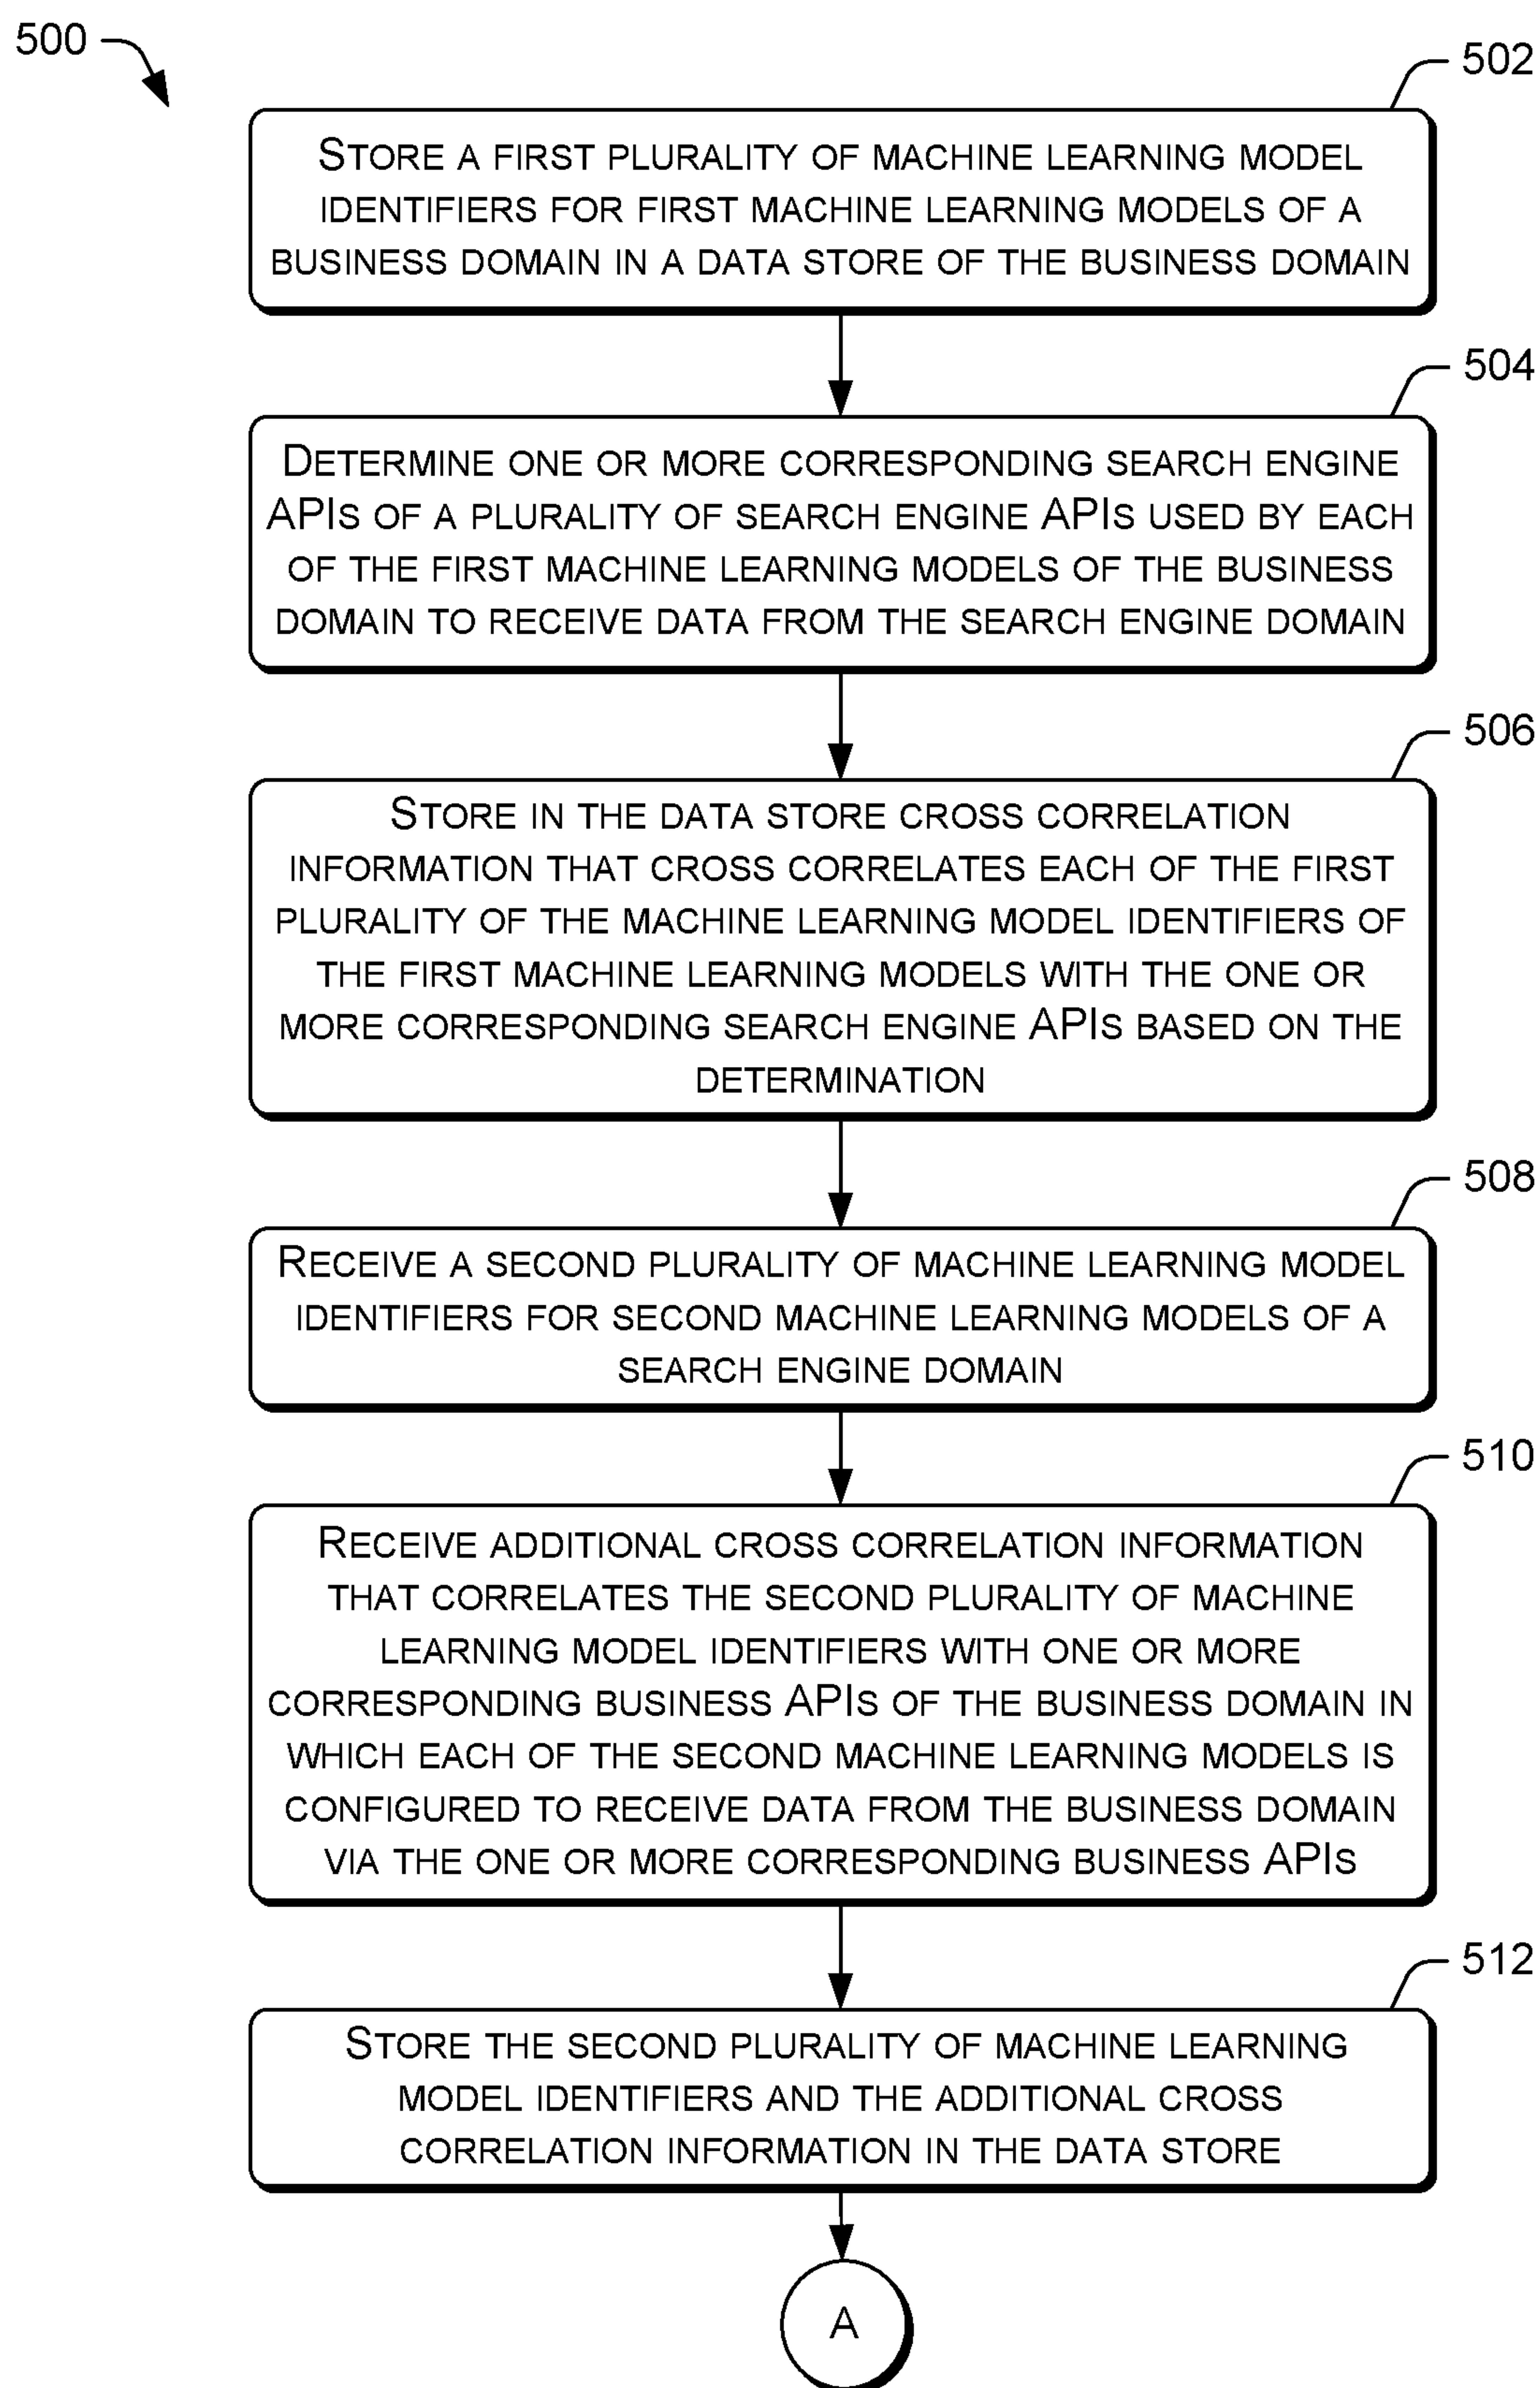 500
502
STORE A FIRST PLURALITY OF MACHINE LEARNING MODEL
IDENTIFIERS FOR FIRST MACHINE LEARNING MODELS OF A
BUSINESS DOMAIN IN A DATA STORE OF THE BUSINESS DOMAIN
504
DETERMINE ONE OR MORE CORRESPONDING SEARCH ENGINE
APIS OF A PLURALITY OF SEARCH ENGINE APIS USED BY EACH
OF THE FIRST MACHINE LEARNING MODELS OF THE BUSINESS
DOMAIN TO RECEIVE DATA FROM THE SEARCH ENGINE DOMAIN
506
STORE IN THE DATA STORE CROSS CORRELATION
INFORMATION THAT CROSS CORRELATES EACH OF THE FIRST
PLURALITY OF THE MACHINE LEARNING MODEL IDENTIFIERS OF
THE FIRST MACHINE LEARNING MODELS WITH THE ONE OR
MORE CORRESPONDING SEARCH ENGINE APIS BASED ON THE
DETERMINATION
508
RECEIVE A SECOND PLURALITY OF MACHINE LEARNING MODEL
IDENTIFIERS FOR SECOND MACHINE LEARNING MODELS OF A
SEARCH ENGINE DOMAIN
510
RECEIVE ADDITIONAL CROSS CORRELATION INFORMATION
THAT CORRELATES THE SECOND PLURALITY OF MACHINE
LEARNING MODEL IDENTIFIERS WITH ONE OR MORE
CORRESPONDING BUSINESS APIS OF THE BUSINESS DOMAIN IN
WHICH EACH OF THE SECOND MACHINE LEARNING MODELS IS
CONFIGURED TO RECEIVE DATA FROM THE BUSINESS DOMAIN
VIA THE ONE OR MORE CORRESPONDING BUSINESS APIS
512
STORE THE SECOND PLURALITY OF MACHINE LEARNING
MODEL IDENTIFIERS AND THE ADDITIONAL CROSS
CORRELATION INFORMATION IN THE DATA STORE
A